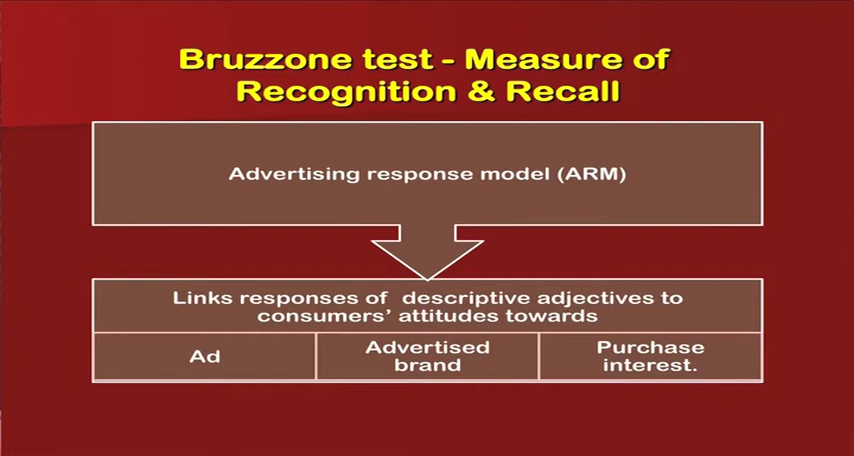 Bruzzone test - Measure of
Recognition & Recall
Advertising response model (ARM)
Links responses of descriptive adjectives to
consumers' attitudes towards
Ad
Advertised
brand
Purchase
interest.